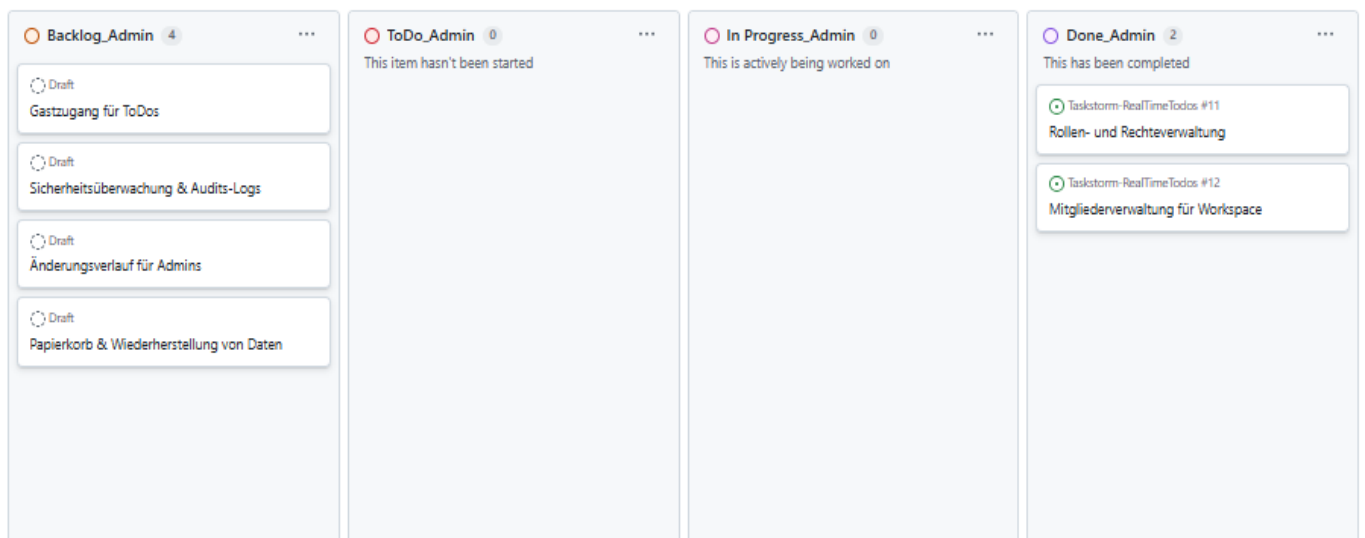 Backlog_Admin 4 ...
Draft
Gastzugang für ToDos
Draft
Sicherheitsüberwachung & Audits-Logs
Draft
Änderungsverlauf für Admins
Draft
Papierkorb & Wiederherstellung von Daten
ToDo_Admin 0 ...
This item hasn't been started
In Progress_Admin 0 ...
This is actively being worked on
Done_Admin 2 ...
This has been completed
Taskstorm-RealTimeTodos #11
Rollen- und Rechteverwaltung
Taskstorm-RealTimeTodos #12
Mitgliederverwaltung für Workspace